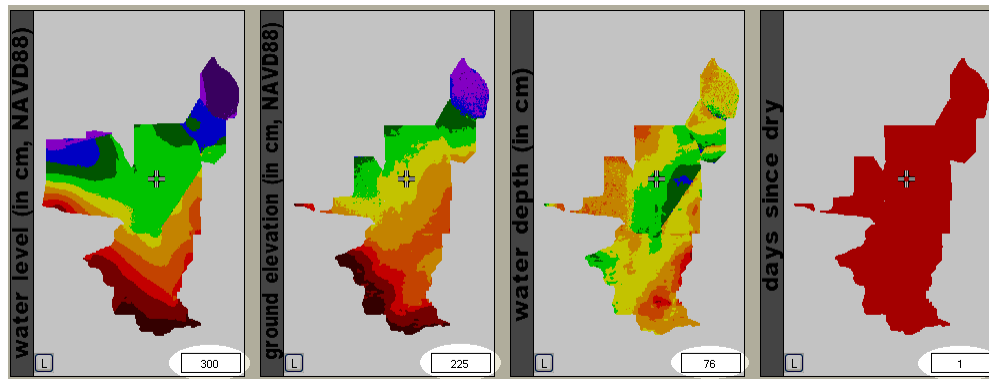 water level (in cm, NAVD88)
L
300
ground elevation (in cm, NAVD88)
L
225
water depth (in cm)
L
76
days since dry
L
1